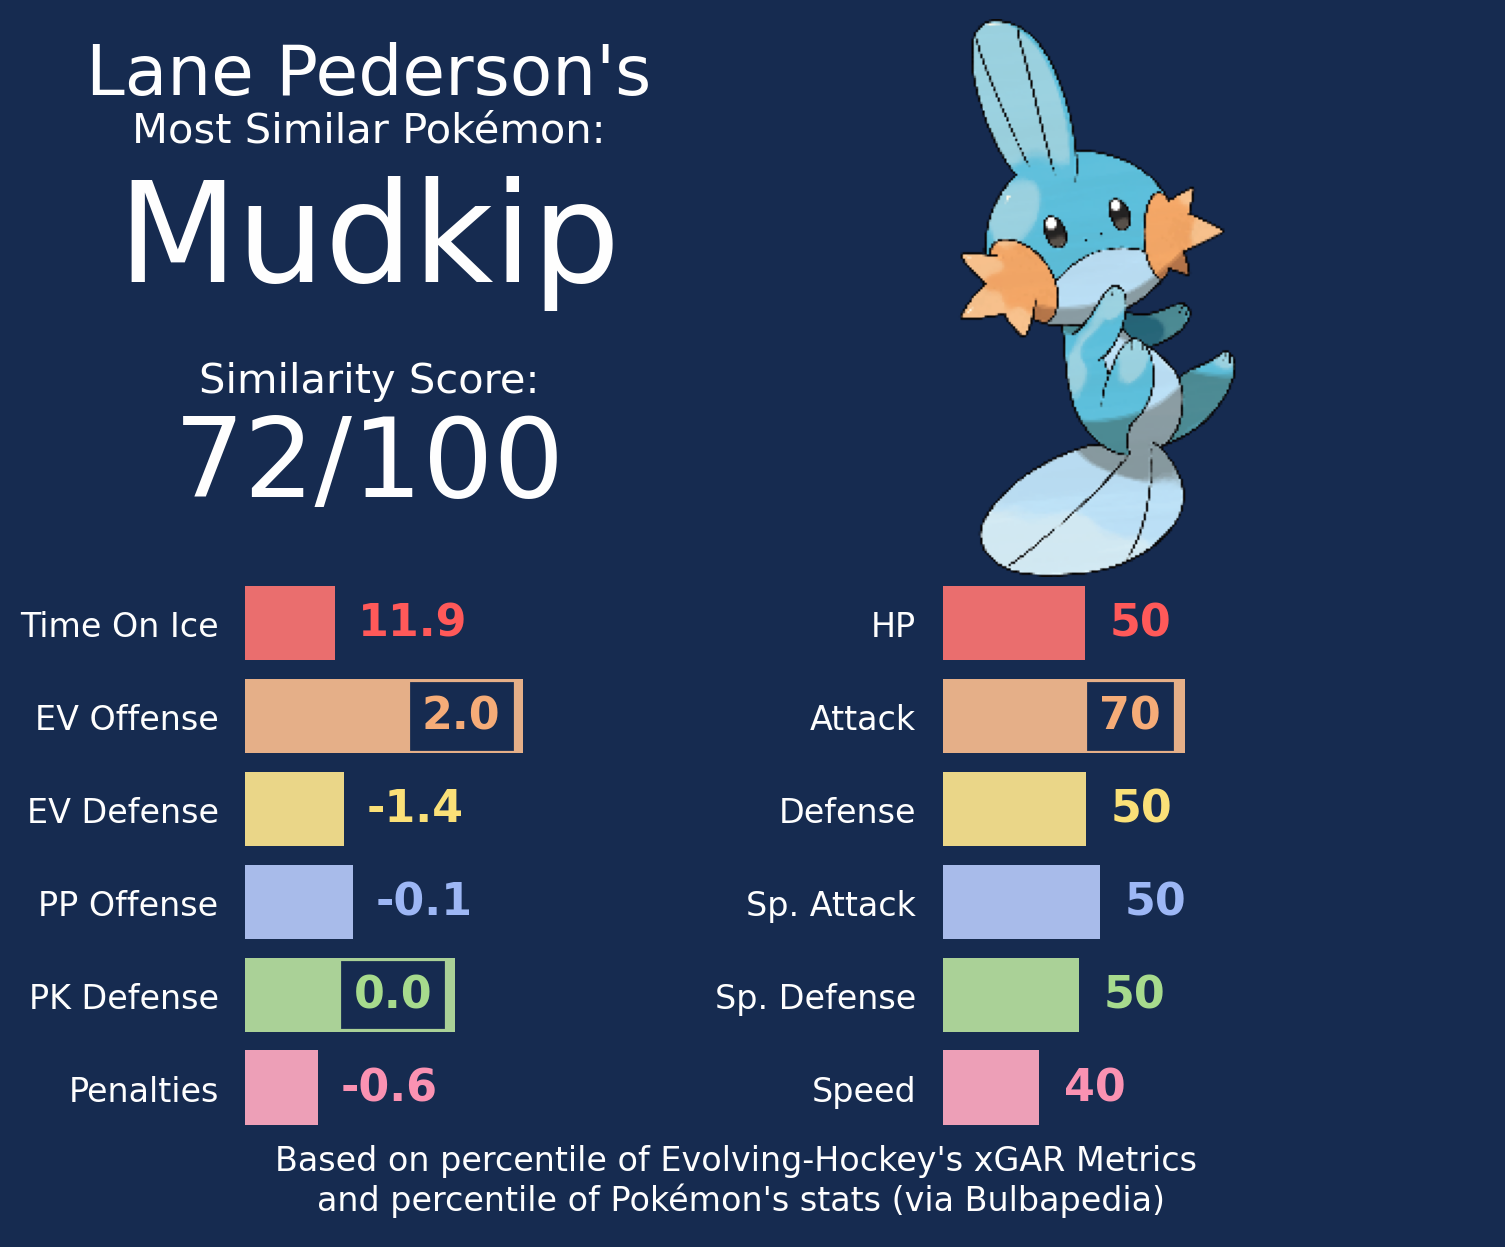 Lane Pederson's
Most Similar Pokémon:
Mudkip
Similarity Score:
72/100
Time On Ice 11.9
EV Offense 2.0
EV Defense -1.4
PP Offense -0.1
PK Defense 0.0
Penalties -0.6
HP 50
Attack 70
Defense 50
Sp. Attack 50
Sp. Defense 50
Speed 40
Based on percentile of Evolving-Hockey's xGAR Metrics
and percentile of Pokémon's stats (via Bulbapedia)